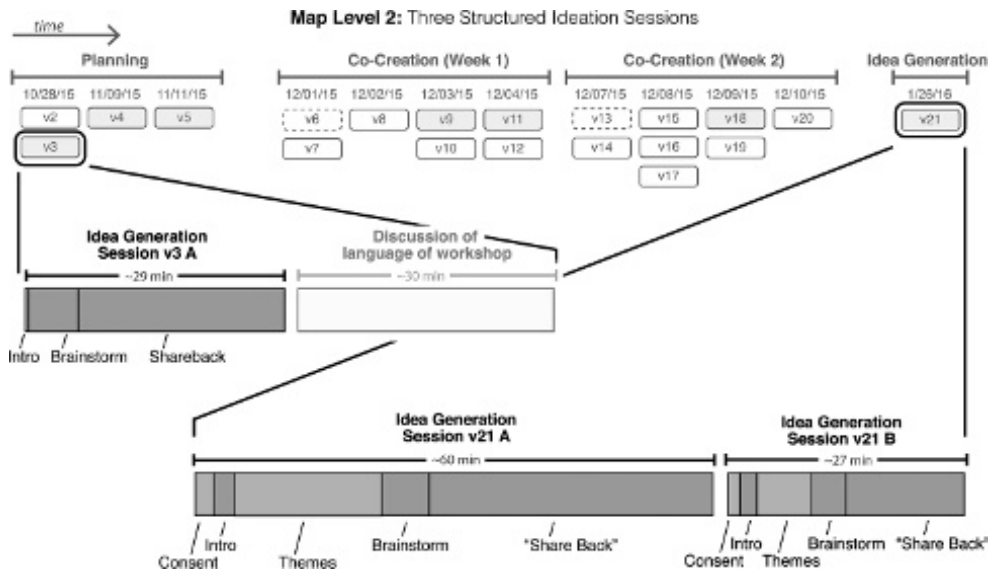 Map Level 2: Three Structured Ideation Sessions
time
Planning
Co-Creation (Week 1)
Co-Creation (Week 2)
Idea Generation
10/28/15 11/09/15 11/11/15
12/01/15 12/02/15 12/03/15 12/04/15
12/07/15 12/08/15 12/09/15 12/10/15
1/26/16
v2 v4 v5 v6 v8 v9 v11 v13 v15 v18 v20 v21
v3 v7 v10 v12 v14 v16 v19
v17
Idea Generation
Session v3 A
~29 min
Discussion of
language of workshop
~30 min
Intro Brainstorm Shareback
Idea Generation
Session v21 A
~60 min
Idea Generation
Session v21 B
~27 min
Consent Intro Themes Brainstorm "Share Back"
Consent Intro Themes Brainstorm "Share Back"